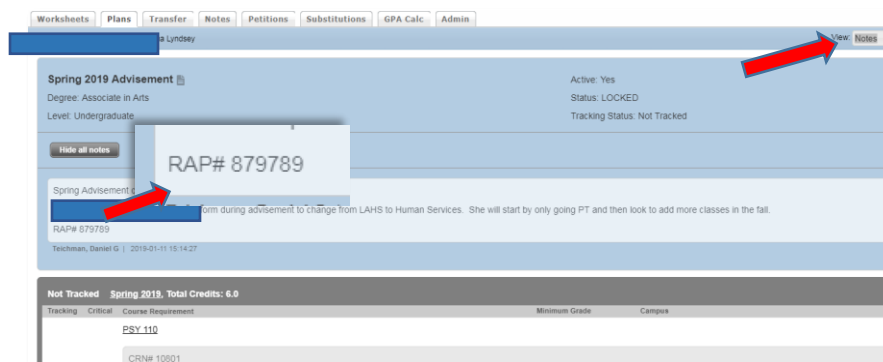 Worksheets Plans Transfer Notes Petitions Substitutions GPA Calc Admin
Lyndsey View: Notes
Spring 2019 Advisement Active: Yes
Degree: Associate in Arts Status: LOCKED
Level: Undergraduate Tracking Status: Not Tracked
Hide all notes
RAP# 879789
Spring Advisement
form during advisement to change from LAHS to Human Services. She will start by only going PT and then look to add more classes in the fall.
RAP# 879789
Teichman, Daniel G | 2019-01-11 15:14:27
Not Tracked Spring 2019, Total Credits: 6.0
Tracking Critical Course Requirement Minimum Grade Campus
PSY 110
CRN# 10801